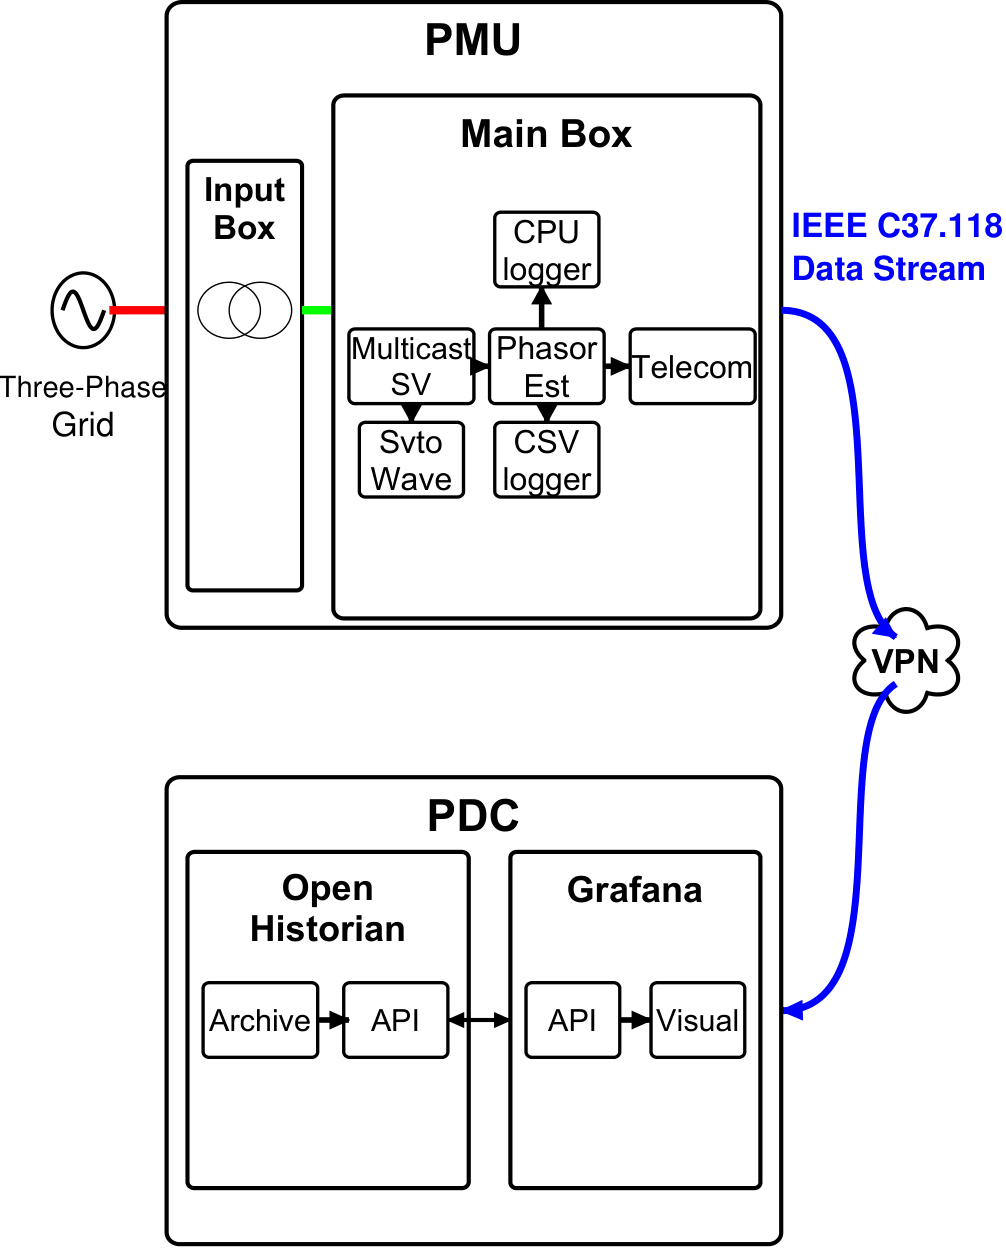 PMU
Main Box
Input
Box
CPU
logger
IEEE C37.118
Data Stream
Multicast
SV
Phasor
Est
Telecom
Three-Phase
Grid
Svto
Wave
CSV
logger
VPN
PDC
Open
Historian
Grafana
Archive
API
API
Visual